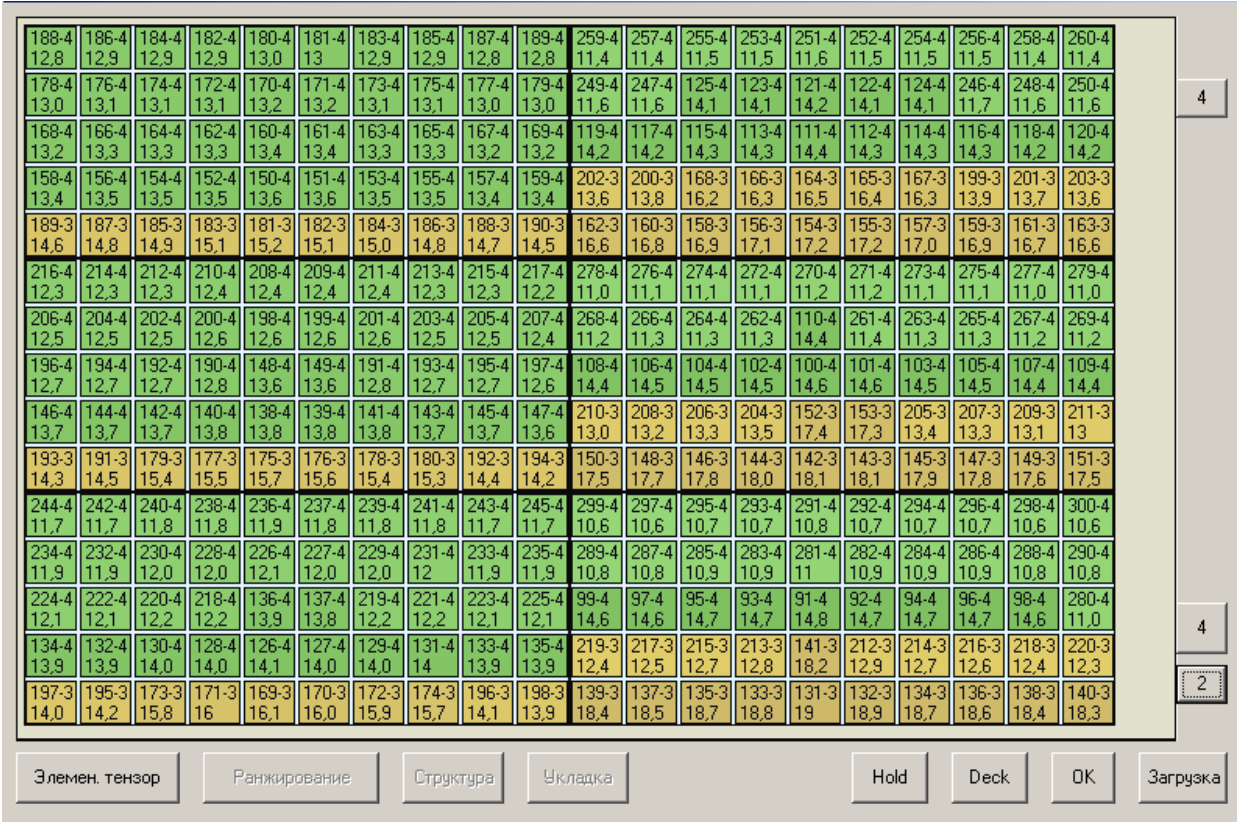 188-4 186-4 184-4 182-4 180-4 181-4 183-4 185-4 187-4 189-4 259-4 257-4 255-4 253-4 251-4 252-4 254-4 256-4 258-4 260-4
12,8 12,9 12,9 12,9 13,0 13 12,9 12,9 12,8 12,8 11,4 11,4 11,5 11,5 11,6 11,5 11,5 11,5 11,4 11,4
178-4 176-4 174-4 172-4 170-4 171-4 173-4 175-4 177-4 179-4 249-4 247-4 125-4 123-4 121-4 122-4 124-4 246-4 248-4 250-4
13,0 13,1 13,1 13,1 13,2 13,2 13,1 13,1 13,0 13,0 11,6 11,6 14,1 14,1 14,2 14,1 14,1 11,7 11,6 11,6
4
168-4 166-4 164-4 162-4 160-4 161-4 163-4 165-4 167-4 169-4 119-4 117-4 115-4 113-4 111-4 112-4 114-4 116-4 118-4 120-4
13,2 13,3 13,3 13,3 13,4 13,4 13,3 13,3 13,2 13,2 14,2 14,2 14,3 14,3 14,4 14,3 14,3 14,3 14,2 14,2
158-4 156-4 154-4 152-4 150-4 151-4 153-4 155-4 157-4 159-4 202-3 200-3 168-3 166-3 164-3 165-3 167-3 199-3 201-3 203-3
13,4 13,5 13,5 13,5 13,6 13,6 13,5 13,5 13,4 13,4 13,6 13,8 16,2 16,3 16,5 16,4 16,3 13,9 13,7 13,6
189-3 187-3 185-3 183-3 181-3 182-3 184-3 186-3 188-3 190-3 162-3 160-3 158-3 156-3 154-3 155-3 157-3 159-3 161-3 163-3
14,6 14,8 14,9 15,1 15,2 15,1 15,0 14,8 14,7 14,5 16,6 16,8 16,9 17,1 17,2 17,2 17,0 16,9 16,7 16,6
216-4 214-4 212-4 210-4 208-4 209-4 211-4 213-4 215-4 217-4 278-4 276-4 274-4 272-4 270-4 271-4 273-4 275-4 277-4 279-4
12,3 12,3 12,3 12,4 12,4 12,4 12,4 12,3 12,3 12,2 11,0 11,1 11,1 11,1 11,2 11,2 11,1 11,1 11,0 11,0
206-4 204-4 202-4 200-4 198-4 199-4 201-4 203-4 205-4 207-4 268-4 266-4 264-4 262-4 110-4 261-4 263-4 265-4 267-4 269-4
12,5 12,5 12,5 12,6 12,6 12,6 12,6 12,5 12,5 12,4 11,2 11,3 11,3 11,3 14,4 11,4 11,3 11,3 11,2 11,2
196-4 194-4 192-4 190-4 148-4 149-4 191-4 193-4 195-4 197-4 108-4 106-4 104-4 102-4 100-4 101-4 103-4 105-4 107-4 109-4
12,7 12,7 12,7 12,8 13,6 13,6 12,8 12,7 12,7 12,6 14,4 14,5 14,5 14,5 14,6 14,6 14,5 14,5 14,4 14,4
146-4 144-4 142-4 140-4 138-4 139-4 141-4 143-4 145-4 147-4 210-3 208-3 206-3 204-3 152-3 153-3 205-3 207-3 209-3 211-3
13,7 13,7 13,7 13,8 13,8 13,8 13,8 13,7 13,7 13,6 13,0 13,2 13,3 13,5 17,4 17,3 13,4 13,3 13,1 13
193-3 191-3 179-3 177-3 175-3 176-3 178-3 180-3 192-3 194-3 150-3 148-3 146-3 144-3 142-3 143-3 145-3 147-3 149-3 151-3
14,3 14,5 15,4 15,5 15,7 15,6 15,4 15,3 14,4 14,2 17,5 17,7 17,8 18,0 18,1 18,1 17,9 17,8 17,6 17,5
244-4 242-4 240-4 238-4 236-4 237-4 239-4 241-4 243-4 245-4 299-4 297-4 295-4 293-4 291-4 292-4 294-4 296-4 298-4 300-4
11,7 11,7 11,8 11,8 11,9 11,8 11,8 11,8 11,7 11,7 10,6 10,6 10,7 10,7 10,8 10,7 10,7 10,7 10,6 10,6
234-4 232-4 230-4 228-4 226-4 227-4 229-4 231-4 233-4 235-4 289-4 287-4 285-4 283-4 281-4 282-4 284-4 286-4 288-4 290-4
11,9 11,9 12,0 12,0 12,1 12,0 12,0 12 11,9 11,9 10,8 10,8 10,9 10,9 11 10,9 10,9 10,9 10,8 10,8
224-4 222-4 220-4 218-4 136-4 137-4 219-4 221-4 223-4 225-4 99-4 97-4 95-4 93-4 91-4 92-4 94-4 96-4 98-4 280-4
12,1 12,1 12,2 12,2 13,9 13,8 12,2 12,2 12,1 12,1 14,6 14,6 14,7 14,7 14,8 14,7 14,7 14,7 14,6 11,0
4
134-4 132-4 130-4 128-4 126-4 127-4 129-4 131-4 133-4 135-4 219-3 217-3 215-3 213-3 141-3 212-3 214-3 216-3 218-3 220-3
13,9 13,9 14,0 14,0 14,1 14,0 14,0 14 13,9 13,9 12,4 12,5 12,7 12,8 18,2 12,9 12,7 12,6 12,4 12,3
2
197-3 195-3 173-3 171-3 169-3 170-3 172-3 174-3 196-3 198-3 139-3 137-3 135-3 133-3 131-3 132-3 134-3 136-3 138-3 140-3
14,0 14,2 15,8 16 16,1 16,0 15,9 15,7 14,1 13,9 18,4 18,5 18,7 18,8 19 18,9 18,7 18,6 18,4 18,3
Элемен. тензор Ранжирование Структура Укладка Hold Deck OK Загрузка